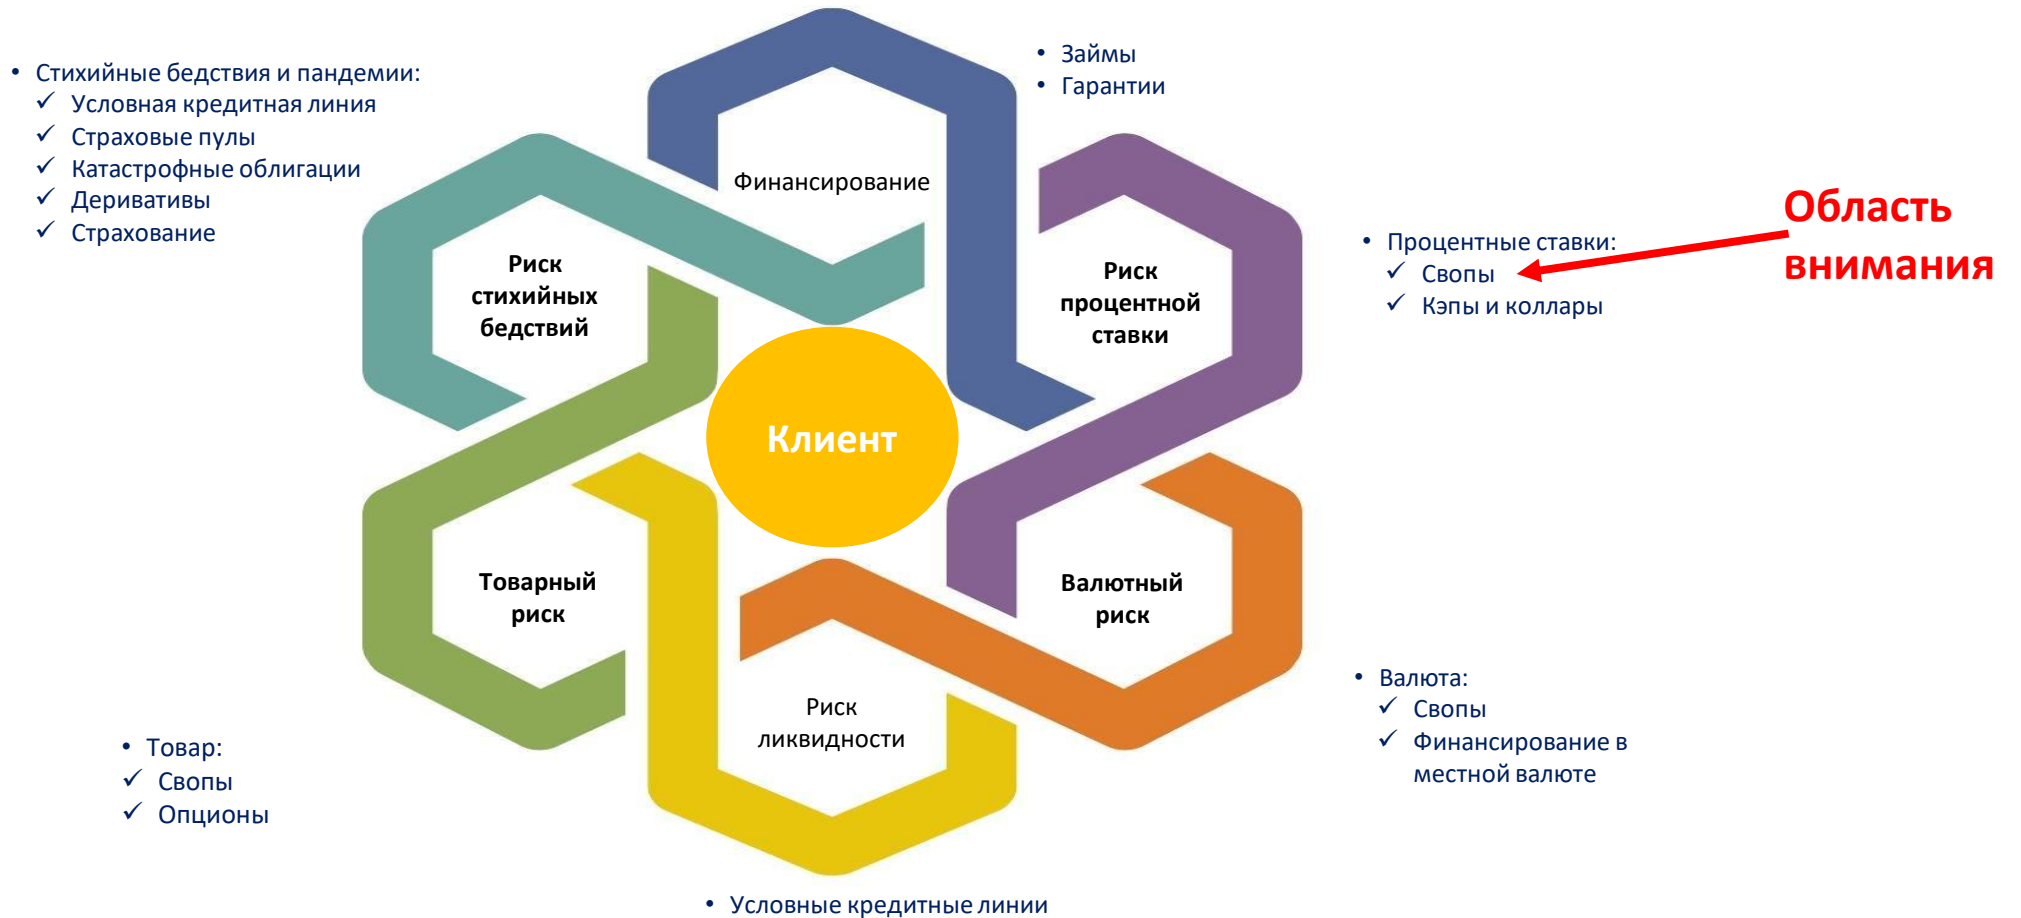 • Займы
• Гарантии
• Стихийные бедствия и пандемии:
✓ Условная кредитная линия
✓ Страховые пулы
✓ Катастрофные облигации
✓ Деривативы
✓ Страхование
Финансирование
Область
внимания
• Процентные ставки:
✓ Свопы
✓ Кэпы и коллары
Риск
стихийных
бедствий
Риск
процентной
ставки
Клиент
Товарный
риск
Валютный
риск
Риск
ликвидности
• Валюта:
✓ Свопы
✓ Финансирование в
местной валюте
• Товар:
✓ Свопы
✓ Опционы
• Условные кредитные линии